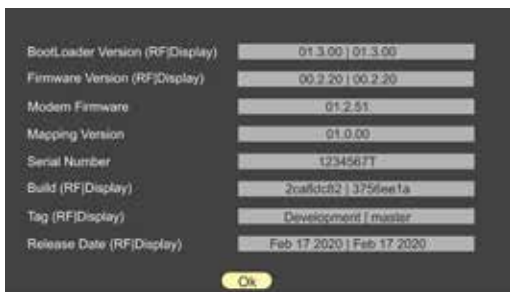 BootLoader Version (RF|Display) 01.3.00 | 01.3.00
Firmware Version (RF|Display) 00.2.20 | 00.2.20
Modem Firmware 01.2.51
Mapping Version 01.0.00
Serial Number 1234567T
Build (RF|Display) 2ca8dc82 | 3756ee1a
Tag (RF|Display) Development | master
Release Date (RF|Display) Feb 17 2020 | Feb 17 2020
Ok